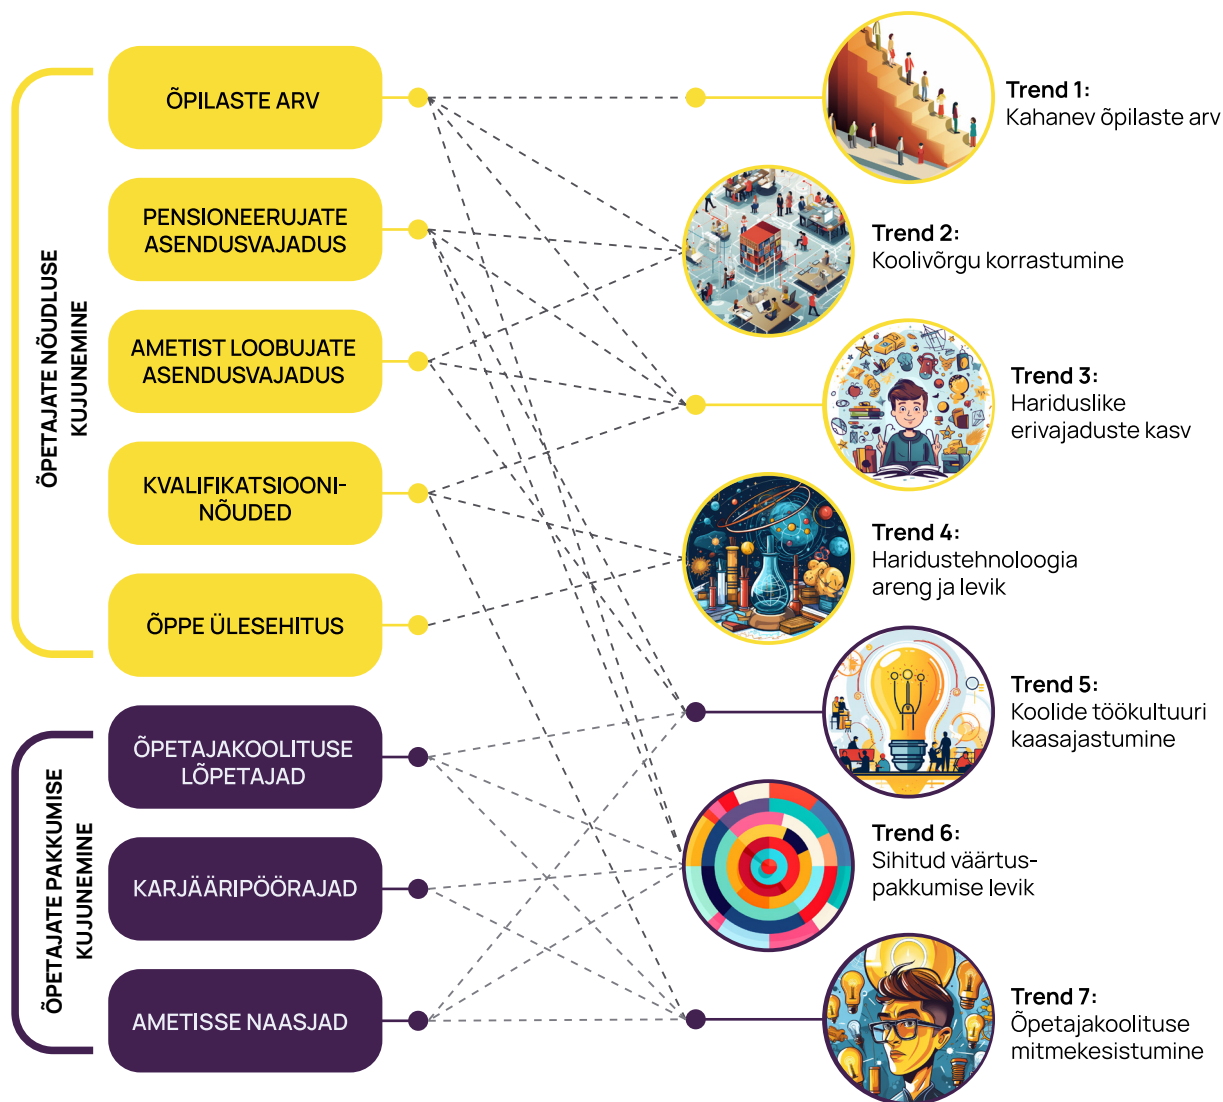 ÕPETAJATE NÕUDLUSE
KUJUNEMINE
ÕPILASTE ARV
PENSIONEERUJATE
ASENDUSVAJADUS
AMETIST LOOBUJATE
ASENDUSVAJADUS
KVALIFIKATSIOONI-
NÕUDED
ÕPPE ÜLESEHITUS
ÕPETAJATE PAKKUMISE
KUJUNEMINE
ÕPETAJAKOOLITUSE
LÕPETAJAD
KARJÄÄRIPÖÖRAJAD
AMETISSE NAASJAD
Trend 1:
Kahanev õpilaste arv
Trend 2:
Koolivõrgu korrastumine
Trend 3:
Hariduslike
erivajaduste kasv
Trend 4:
Haridustehnoloogia
areng ja levik
Trend 5:
Koolide töökultuuri
kaasajastumine
Trend 6:
Sihitud väärtus-
pakkumise levik
Trend 7:
Õpetajakoolituse
mitmekesistumine